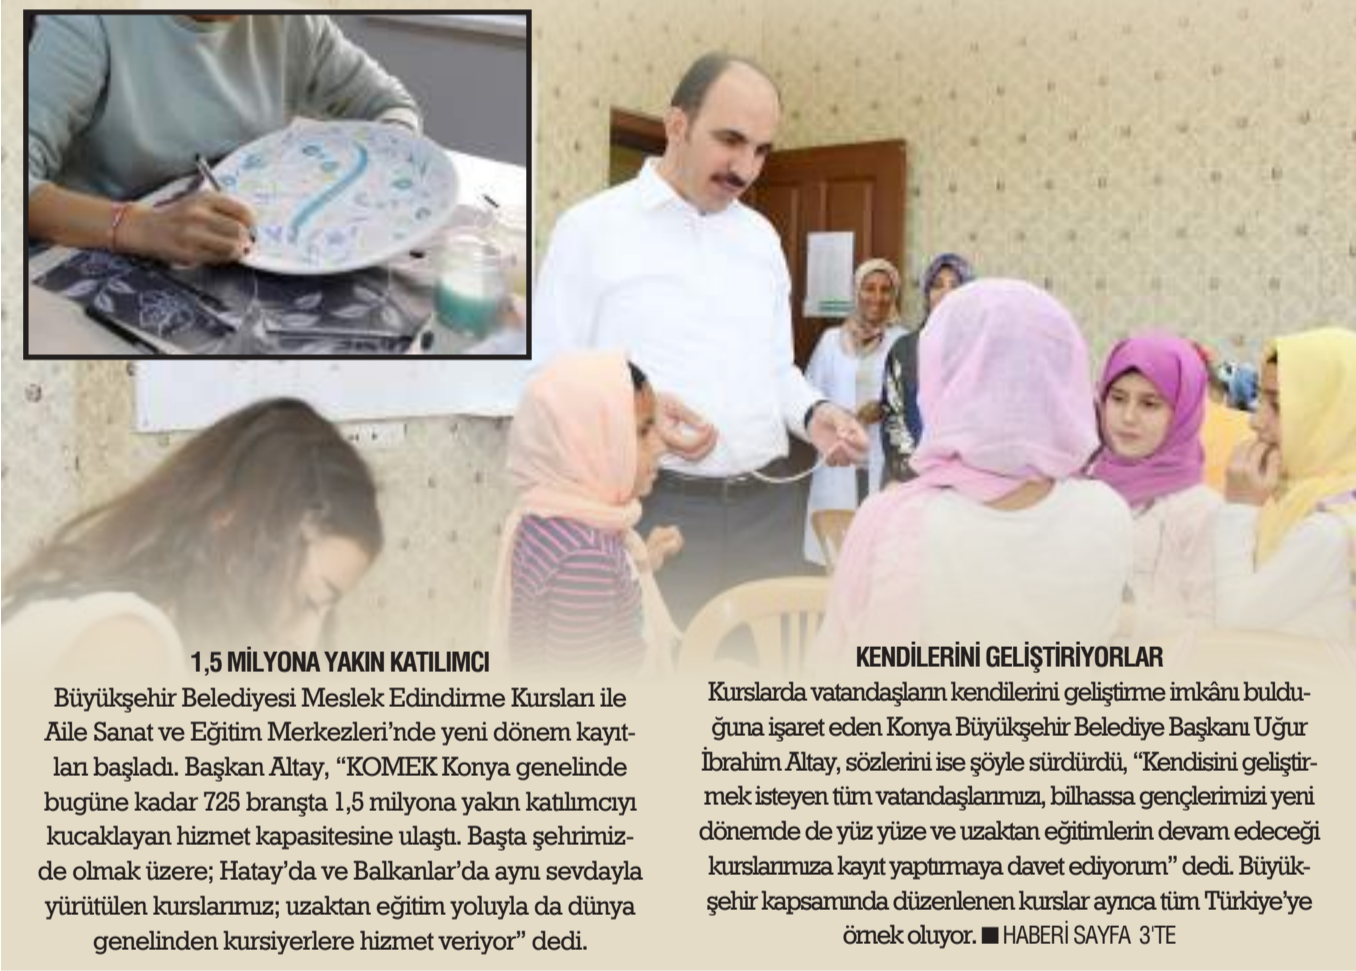 1,5 MİLYONA YAKIN KATILIMCI
Büyükşehir Belediyesi Meslek Edindirme Kursları ile
Aile Sanat ve Eğitim Merkezleri’nde yeni dönem kayıt-
ları başladı. Başkan Altay, “KOMEK Konya genelinde
bugüne kadar 725 branşta 1,5 milyona yakın katılımcıyı
kucaklayan hizmet kapasitesine ulaştı. Başta şehrimiz-
de olmak üzere; Hatay’da ve Balkanlar’da aynı sevdayla
yürütülen kurslarımız; uzaktan eğitim yoluyla da dünya
genelinden kursiyerlere hizmet veriyor” dedi.
KENDİLERİNİ GELİŞTİRİYORLAR
Kurslarda vatandaşların kendilerini geliştirme imkânı buldu-
ğuna işaret eden Konya Büyükşehir Belediye Başkanı Uğur
İbrahim Altay, sözlerini ise şöyle sürdürdü, “Kendisini geliştir-
mek isteyen tüm vatandaşlarımızı, bilhassa gençlerimizi yeni
dönemde de yüz yüze ve uzaktan eğitimlerin devam edeceği
kurslarımıza kayıt yaptırmaya davet ediyorum” dedi. Büyük-
şehir kapsamında düzenlenen kurslar ayrıca tüm Türkiye’ye
örnek oluyor. ■ HABERİ SAYFA 3'TE